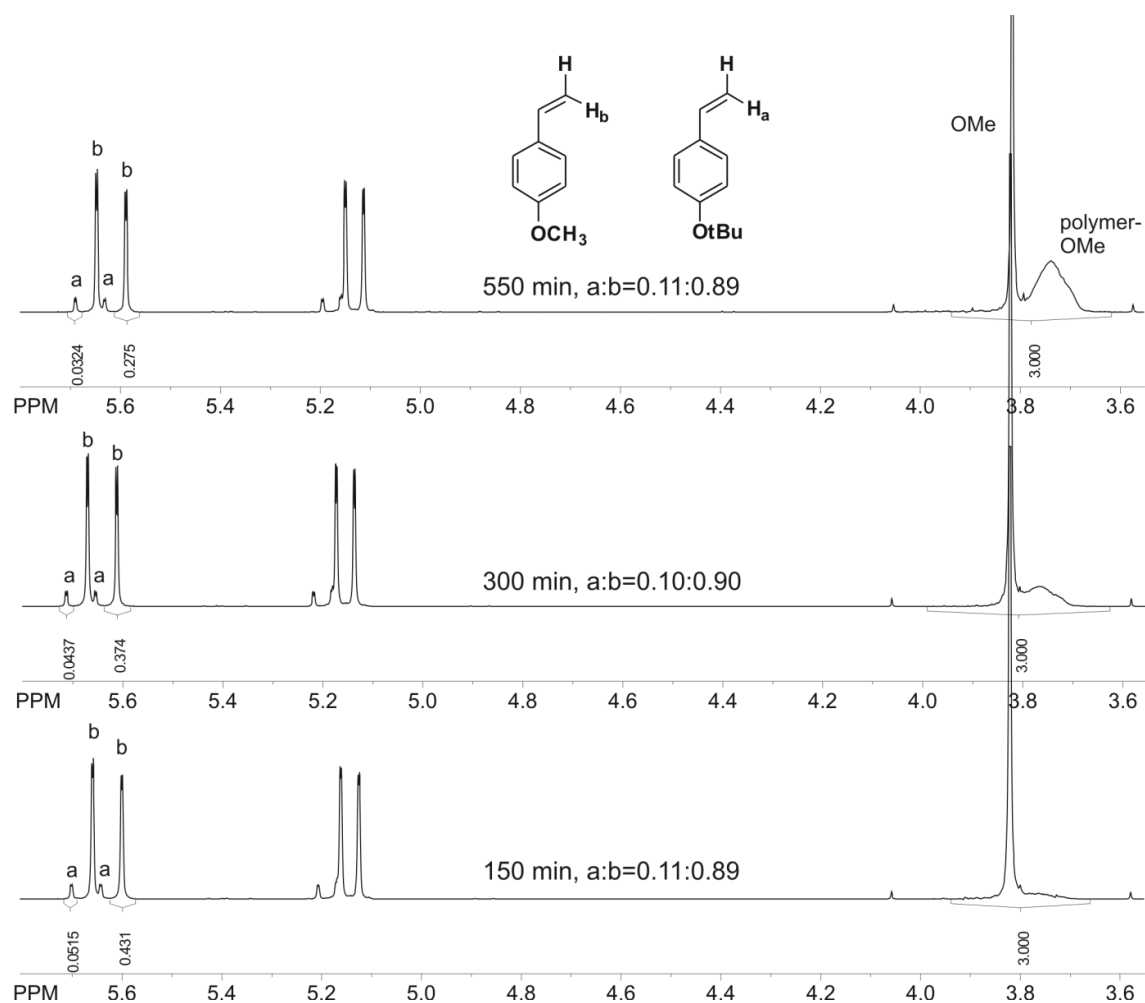 H
H
b
Hb
Ha
OMe
b
OCH3
OtBu
polymer-
OMe
a
a
550 min, a:b=0.11:0.89
0.0324
0.275
3.000
PPM 5.6 5.4 5.2 5.0 4.8 4.6 4.4 4.2 4.0 3.8 3.6
b
b
a
a
300 min, a:b=0.10:0.90
0.0437
0.374
3.000
PPM 5.6 5.4 5.2 5.0 4.8 4.6 4.4 4.2 4.0 3.8 3.6
b
b
a
a
150 min, a:b=0.11:0.89
0.0515
0.431
3.000
PPM 5.6 5.4 5.2 5.0 4.8 4.6 4.4 4.2 4.0 3.8 3.6